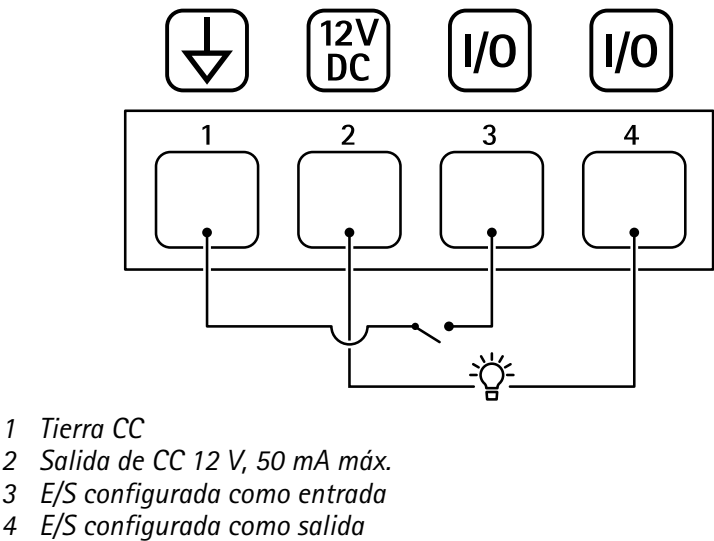 12V
DC
I/O
I/O
1
2
3
4
1 Tierra CC
2 Salida de CC 12 V, 50 mA máx.
3 E/S configurada como entrada
4 E/S configurada como salida